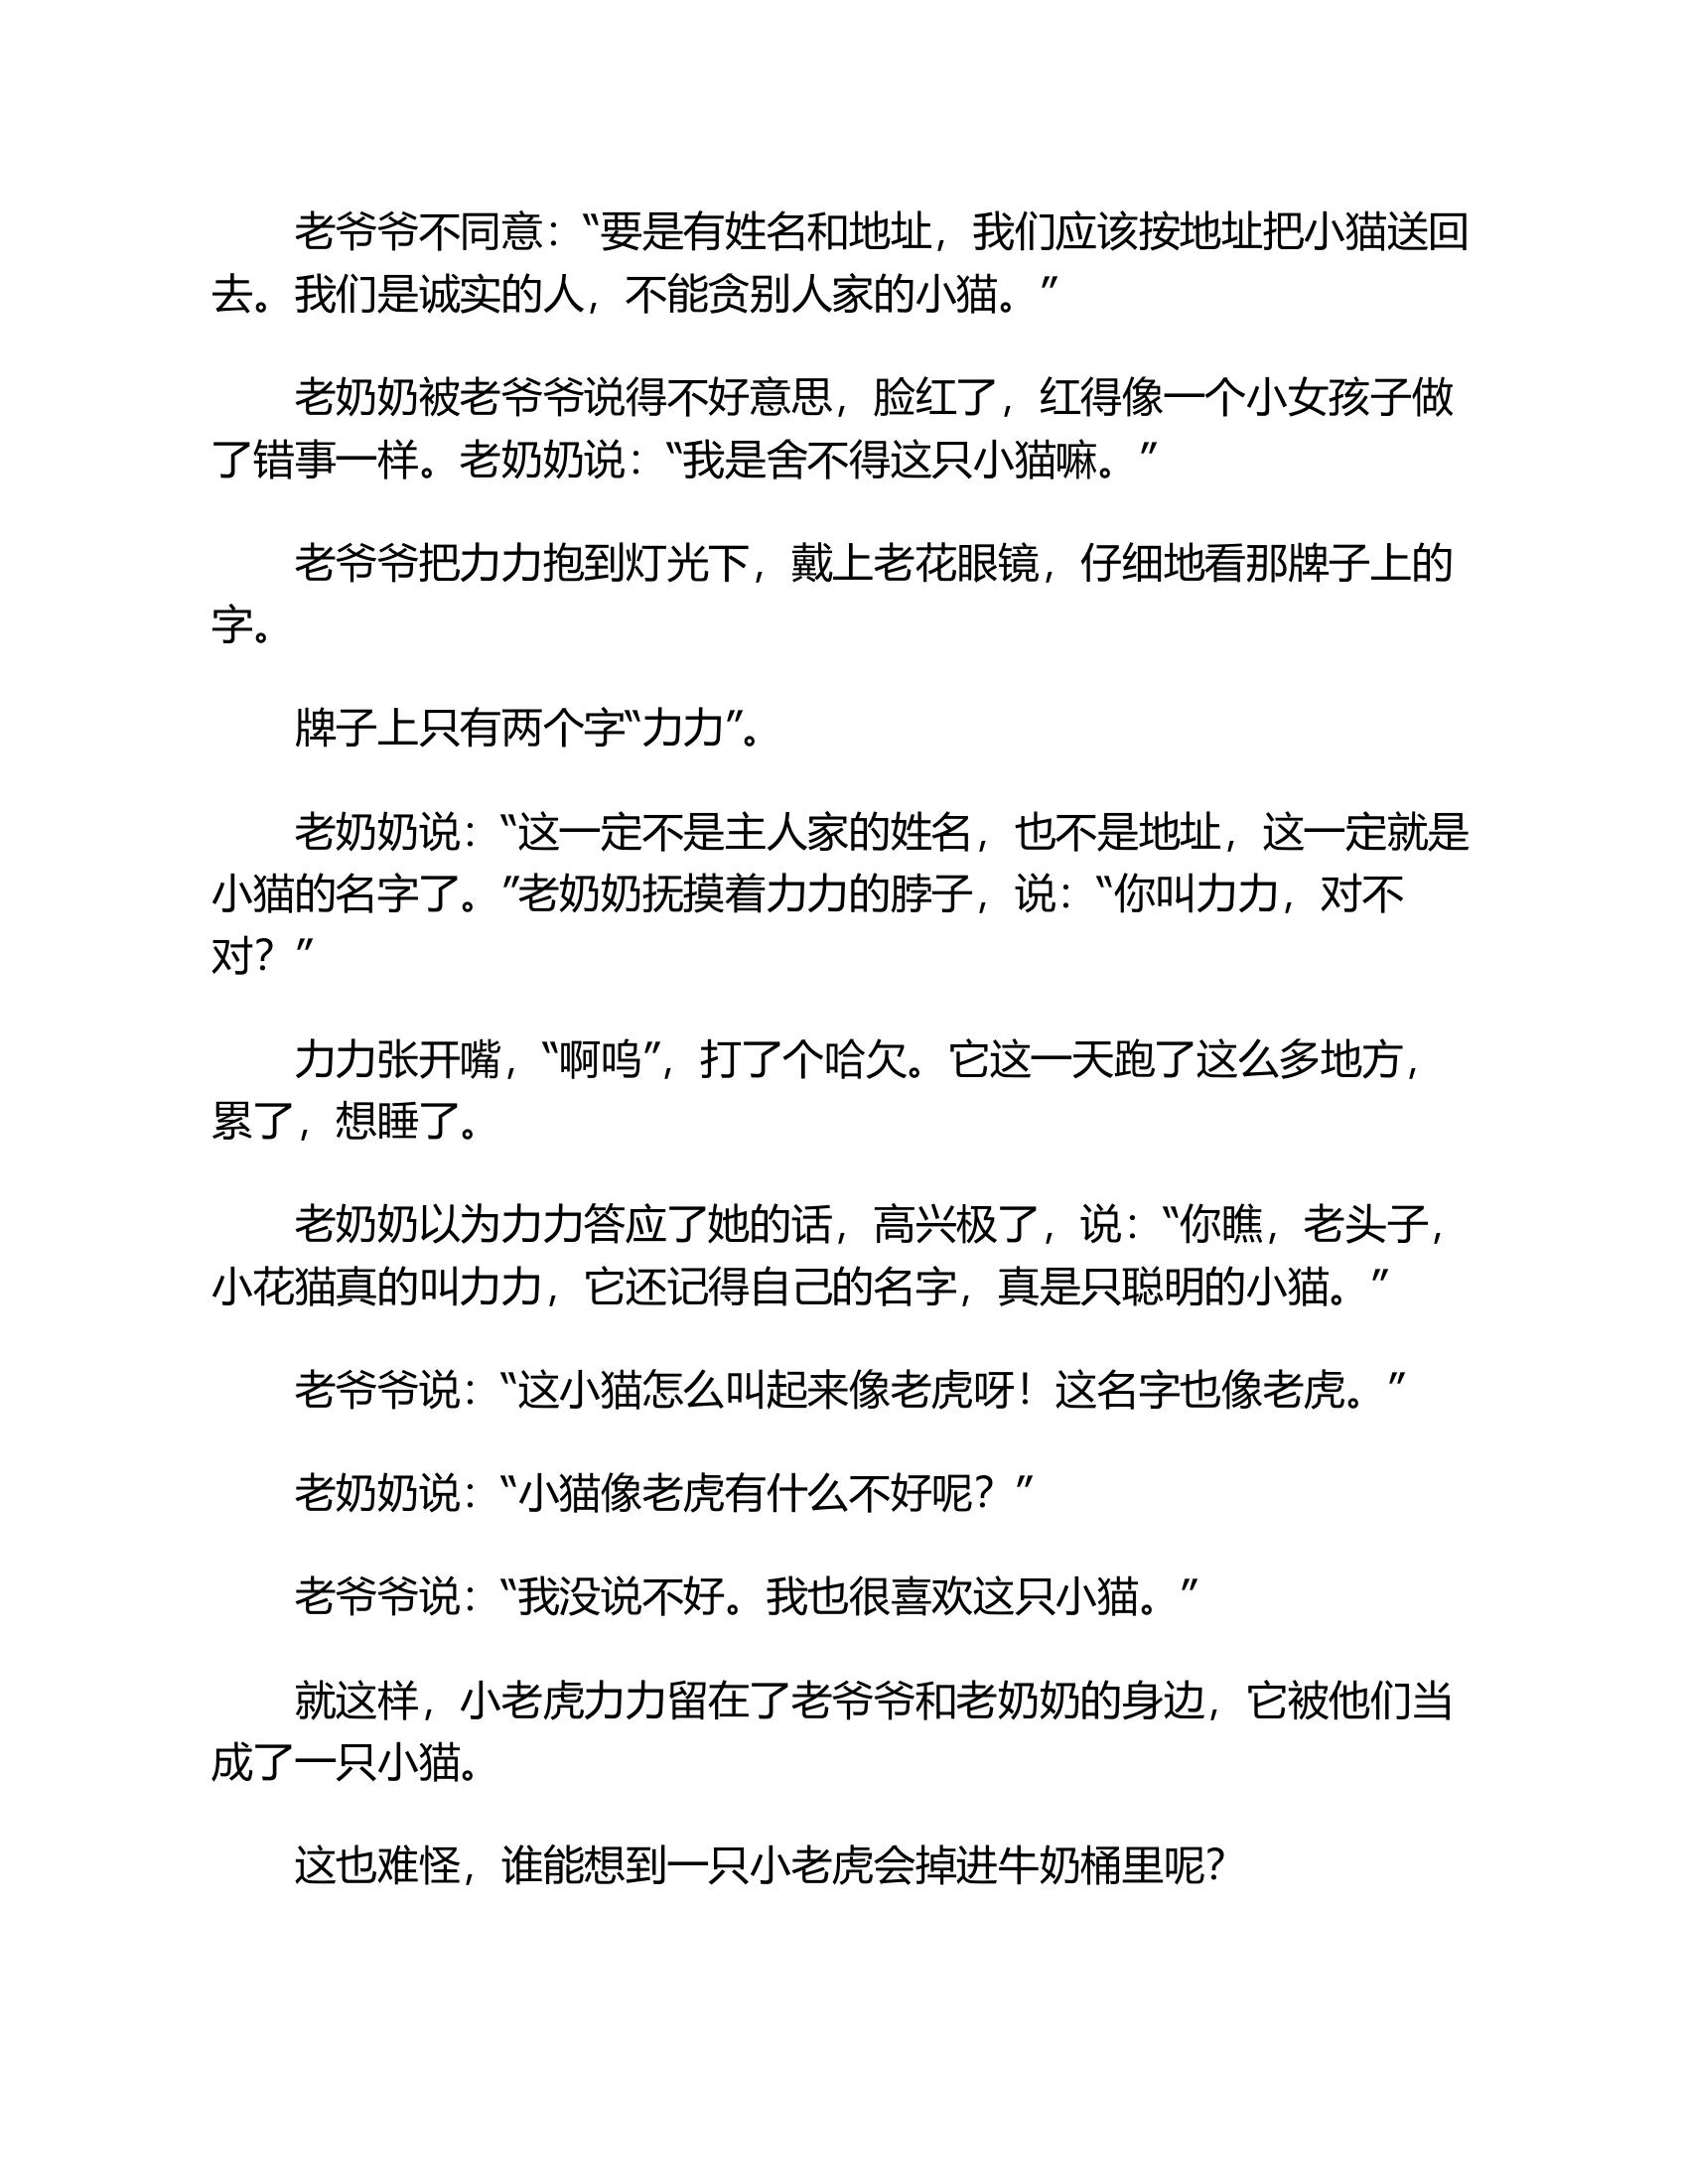 老爷爷不同意：“要是有姓名和地址，我们应该按地址把小猫送回
去。我们是诚实的人，不能贪别人家的小猫。”
老奶奶被老爷爷说得不好意思，脸红了，红得像一个小女孩子做
了错事一样。老奶奶说：“我是舍不得这只小猫嘛。”
老爷爷把力力抱到灯光下，戴上老花眼镜，仔细地看那牌子上的
字。
牌子上只有两个字“力力”。
老奶奶说：“这一定不是主人家的姓名，也不是地址，这一定就是
小猫的名字了。”老奶奶抚摸着力力的脖子，说：“你叫力力，对不
对？”
力力张开嘴，“啊呜”，打了个哈欠。它这一天跑了这么多地方，
累了，想睡了。
老奶奶以为力力答应了她的话，高兴极了，说：“你瞧，老头子，
小花猫真的叫力力，它还记得自己的名字，真是只聪明的小猫。”
老爷爷说：“这小猫怎么叫起来像老虎呀！这名字也像老虎。”
老奶奶说：“小猫像老虎有什么不好呢？”
老爷爷说：“我没说不好。我也很喜欢这只小猫。”
就这样，小老虎力力留在了老爷爷和老奶奶的身边，它被他们当
成了一只小猫。
这也难怪，谁能想到一只小老虎会掉进牛奶桶里呢？